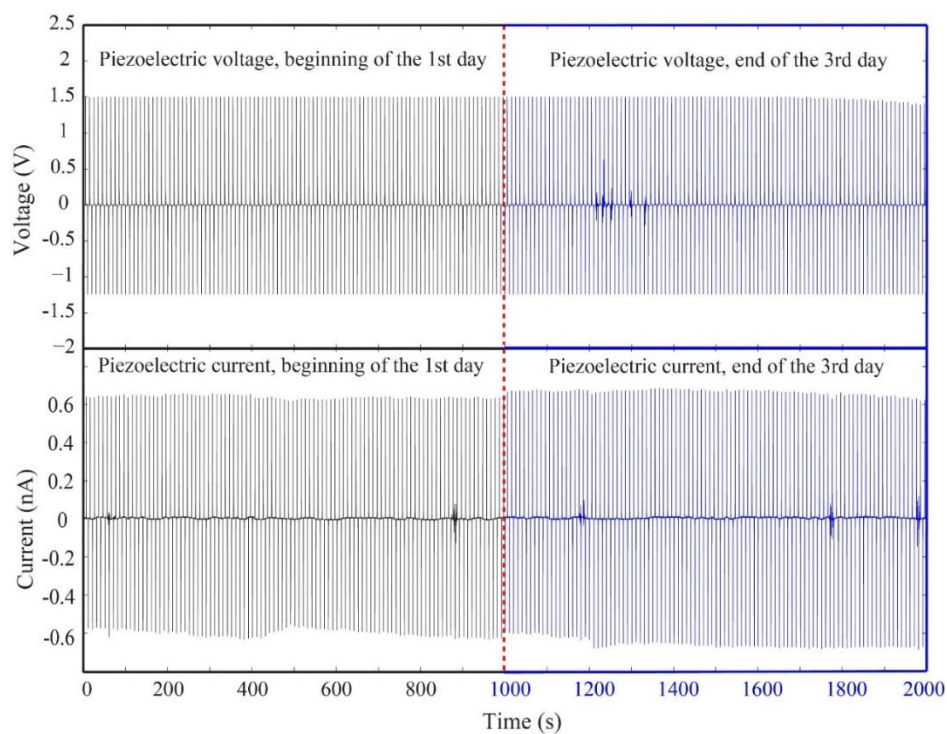 2.5
Piezoelectric voltage, beginning of the 1st day
Piezoelectric voltage, end of the 3rd day
2
1.5
1
0.5
0
-0.5
−1
-1.5
−2
Voltage (V)
Piezoelectric current, beginning of the 1st day
Piezoelectric current, end of the 3rd day
0.6
0.4
0.2
0
-0.2
-0.4
-0.6
Current (nA)
0 200 400 600 800 1000 1200 1400 1600 1800 2000
Time (s)